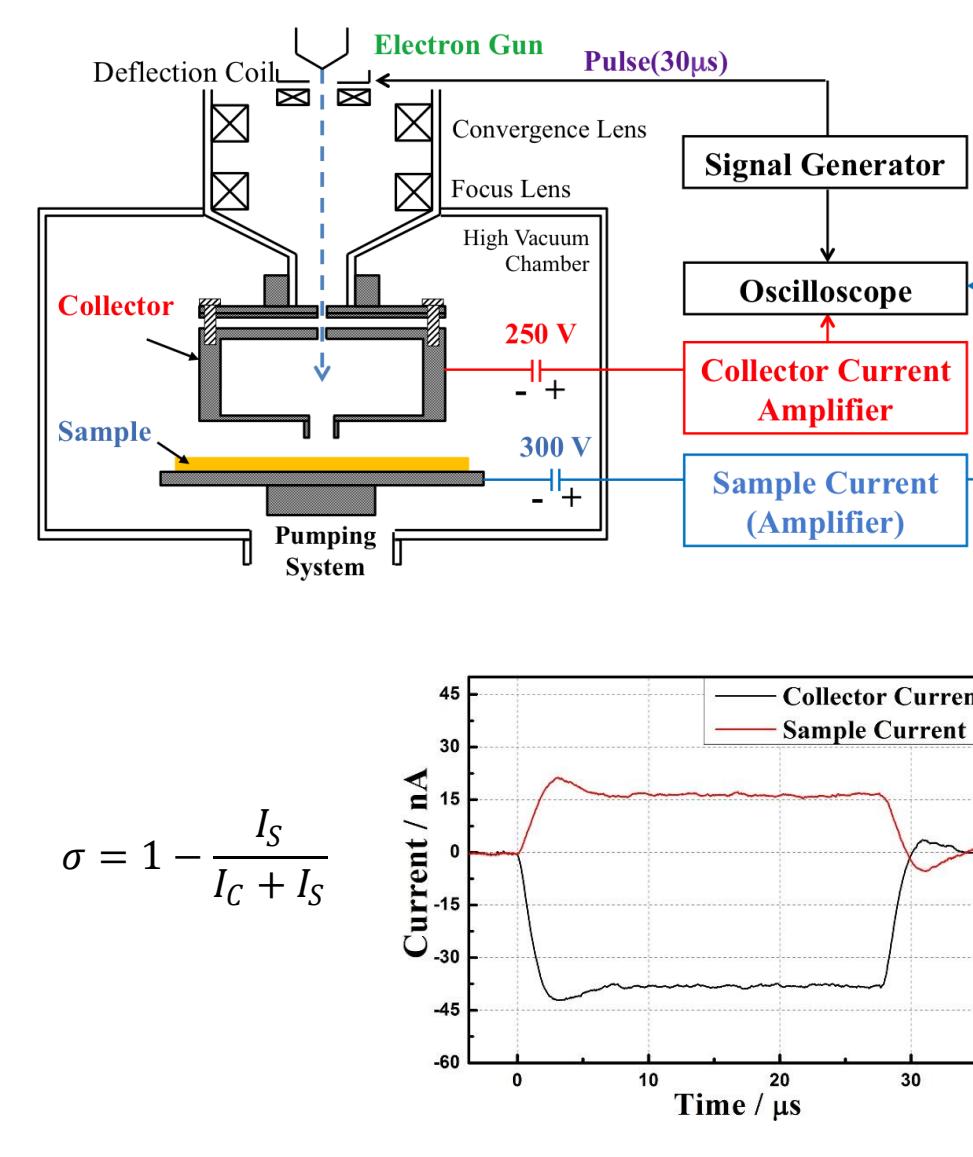 Electron Gun
Deflection Coil
Pulse(30μs)
Convergence Lens
Signal Generator
Focus Lens
High Vacuum
Chamber
Oscilloscope
Collector
250 V
- +
Collector Current
Amplifier
Sample
300 V
- +
Sample Current
(Amplifier)
Pumping
System
σ = 1 − I_S / (I_C + I_S)
Collector Curren
Sample Current
Current / nA
45
30
15
0
-15
-30
-45
-60
0 10 20 30
Time / μs